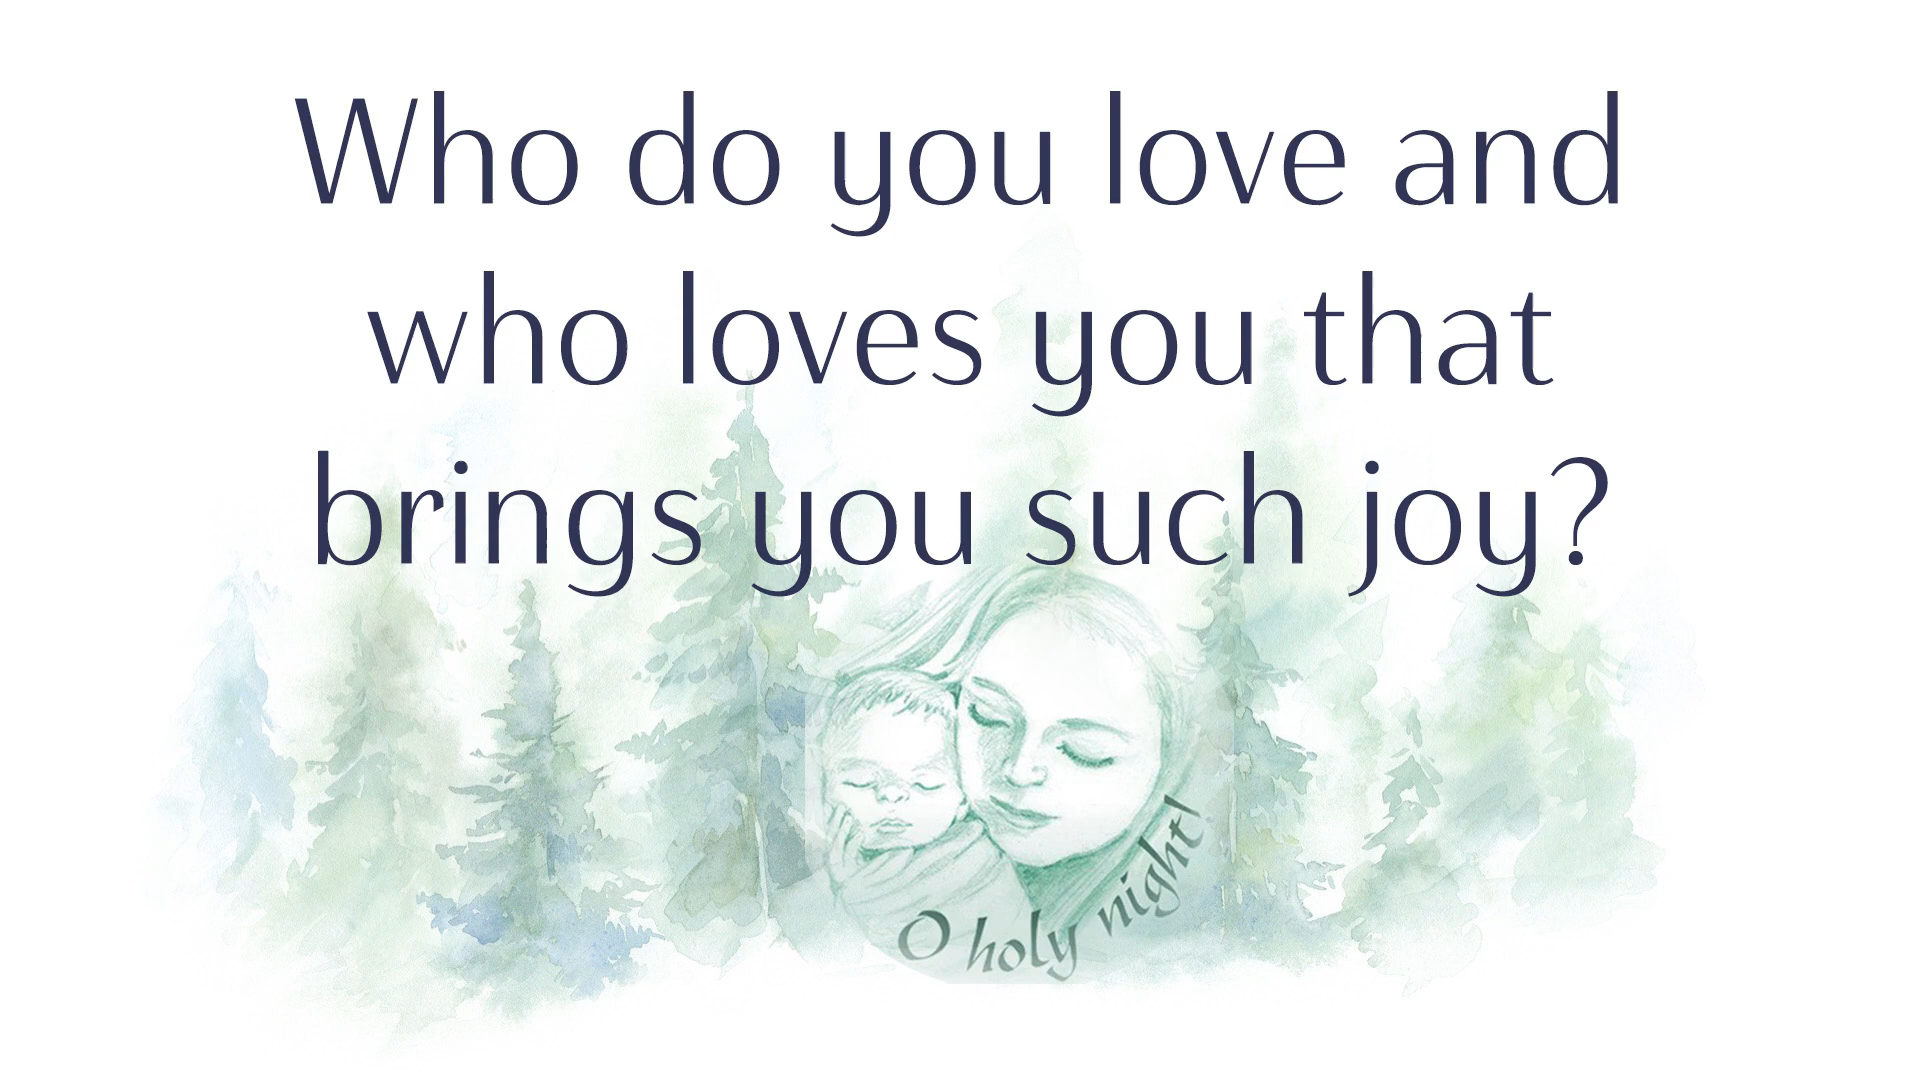 Who do you love and
who loves you that
brings you such joy?
O holy night!